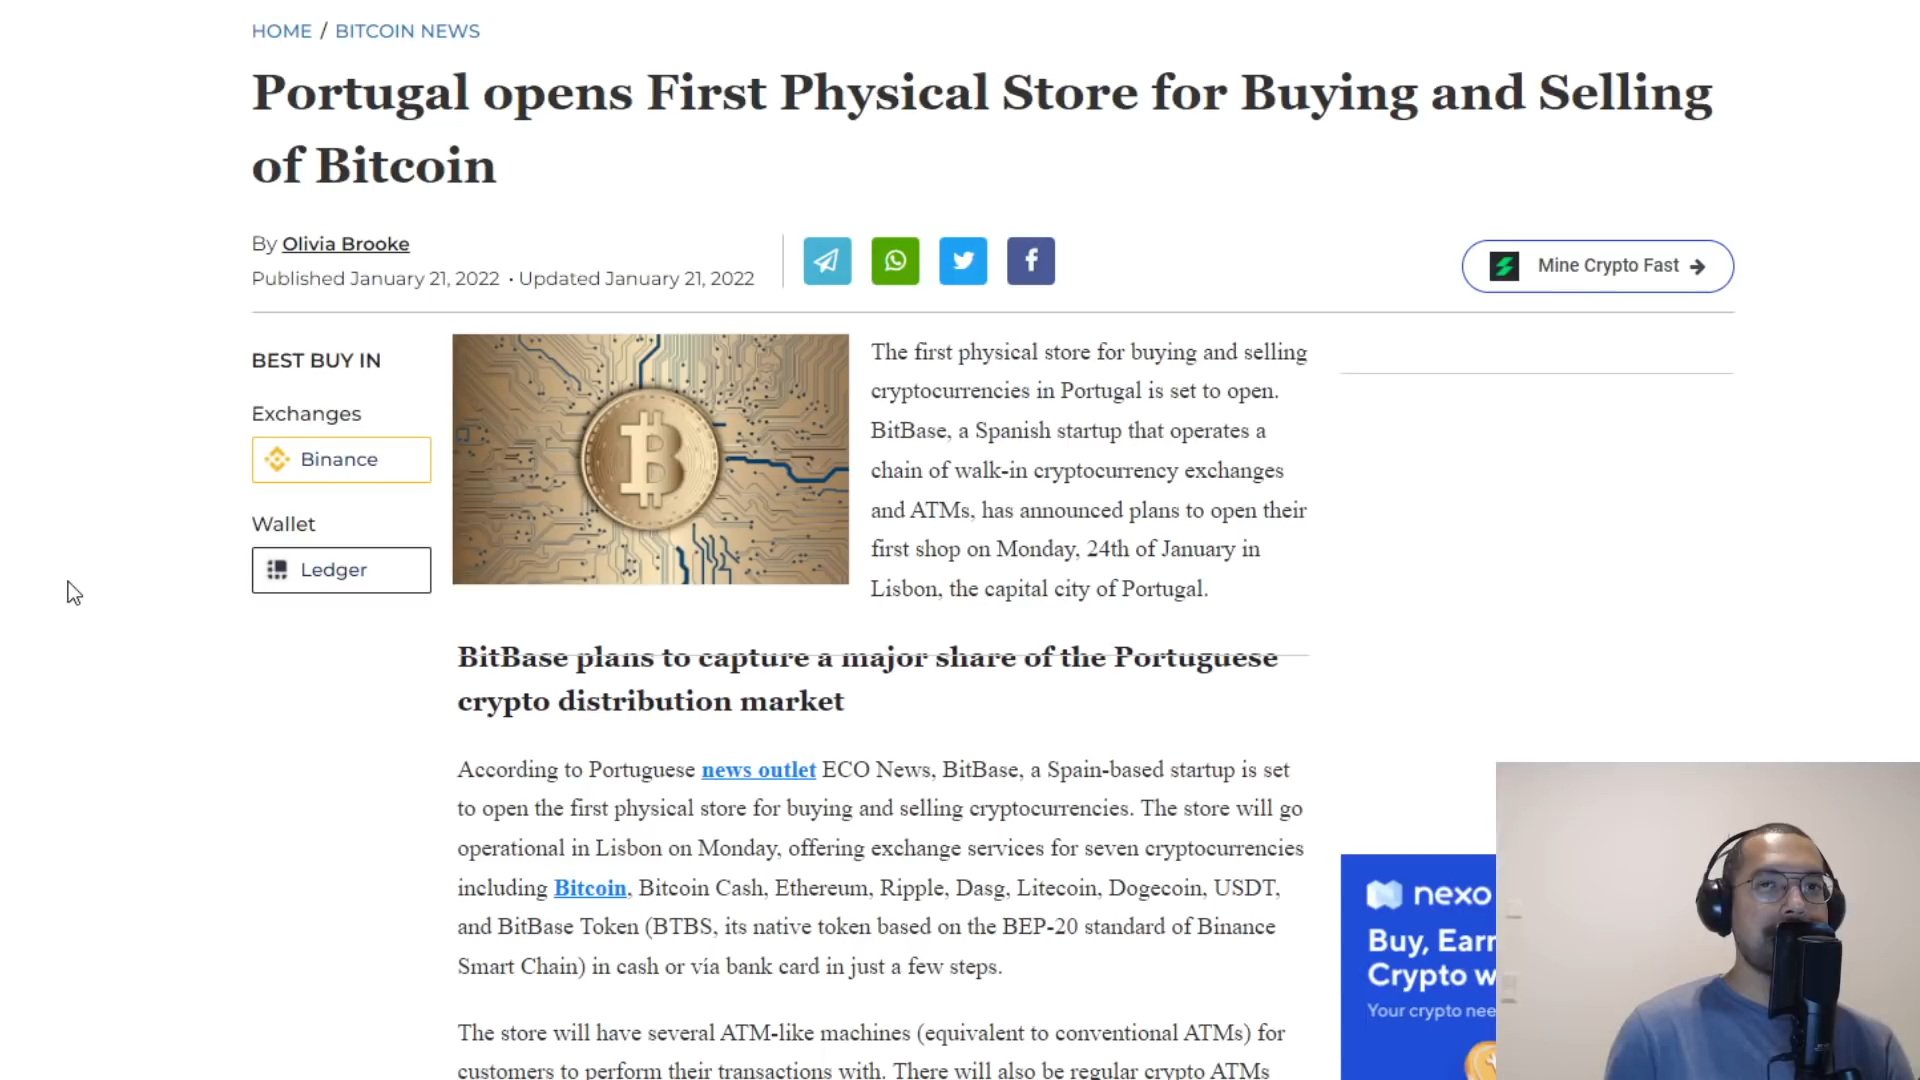 HOME / BITCOIN NEWS
Portugal opens First Physical Store for Buying and Selling
of Bitcoin
By Olivia Brooke
Published January 21, 2022 • Updated January 21, 2022
Mine Crypto Fast →
BEST BUY IN
Exchanges
Binance
Wallet
Ledger
The first physical store for buying and selling
cryptocurrencies in Portugal is set to open.
BitBase, a Spanish startup that operates a
chain of walk-in cryptocurrency exchanges
and ATMs, has announced plans to open their
first shop on Monday, 24th of January in
Lisbon, the capital city of Portugal.
BitBase plans to capture a major share of the Portuguese
crypto distribution market
According to Portuguese news outlet ECO News, BitBase, a Spain-based startup is set
to open the first physical store for buying and selling cryptocurrencies. The store will go
operational in Lisbon on Monday, offering exchange services for seven cryptocurrencies
including Bitcoin, Bitcoin Cash, Ethereum, Ripple, Dasg, Litecoin, Dogecoin, USDT,
and BitBase Token (BTBS, its native token based on the BEP-20 standard of Binance
Smart Chain) in cash or vía bank card in just a few steps.
The store will have several ATM-like machines (equivalent to conventional ATMs) for
customers to perform their transactions with. There will also be regular crypto ATMs
nexo
Buy, Earn
Crypto w
Your crypto nee